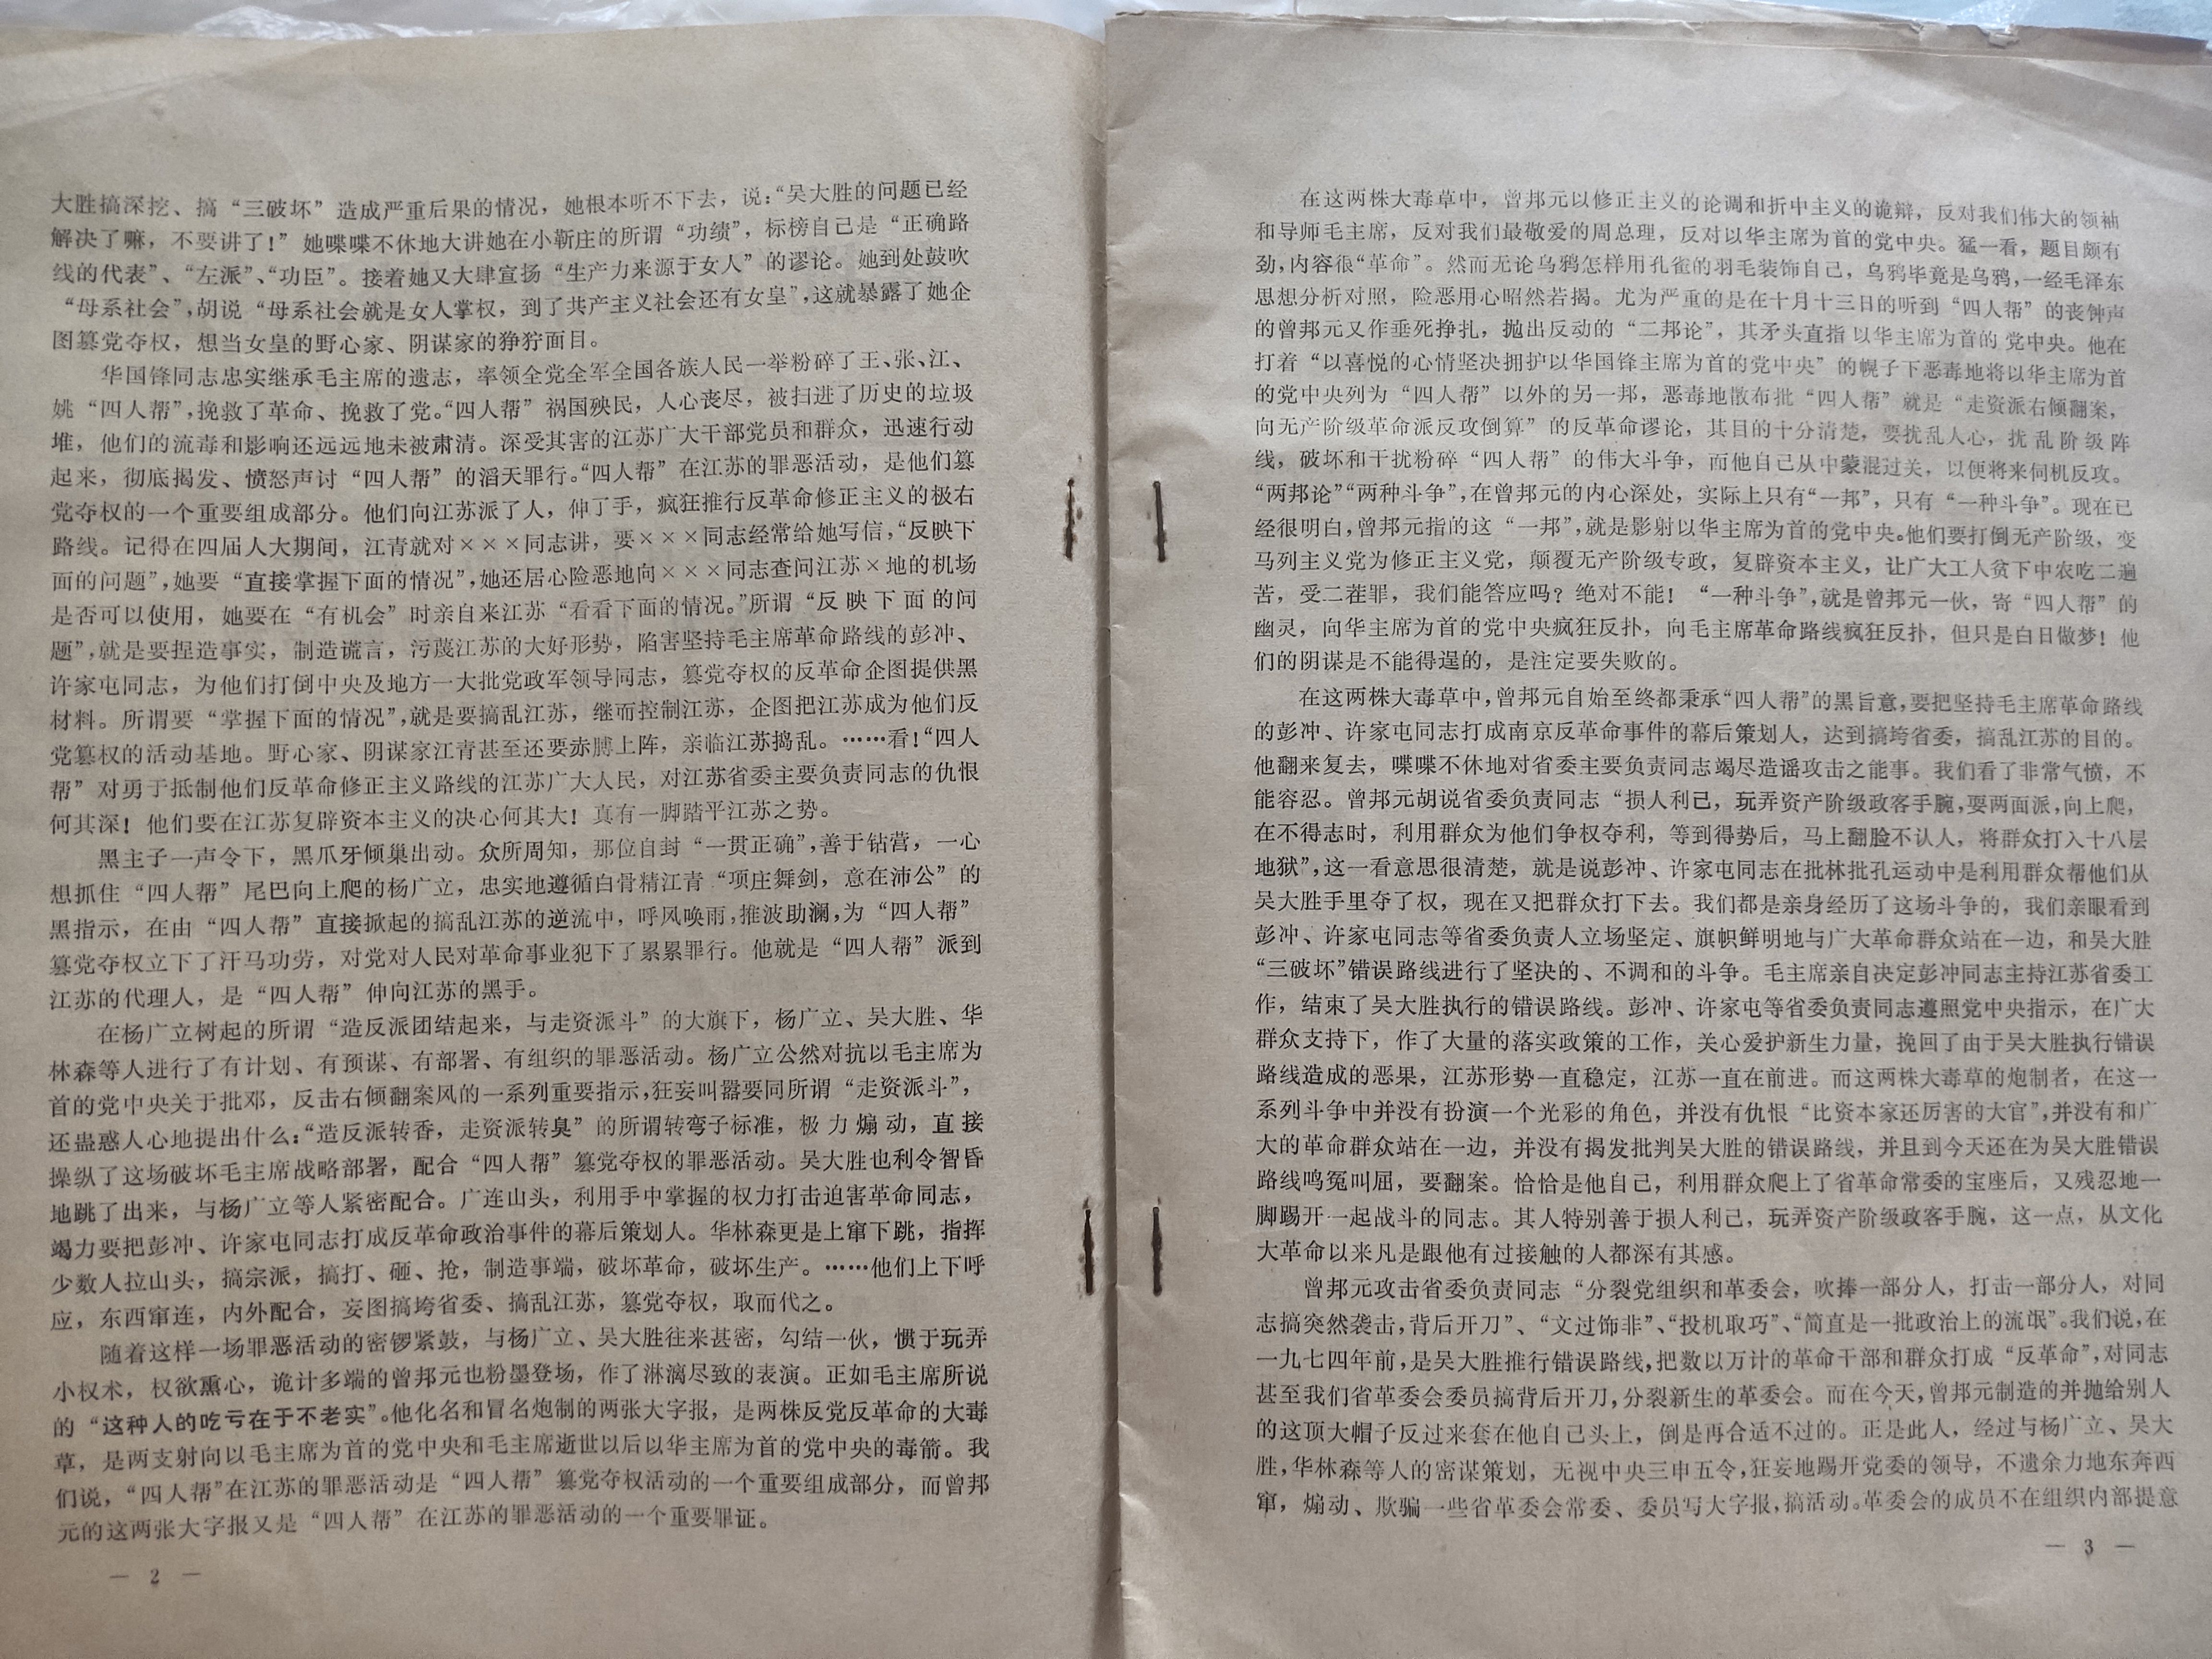 大胜搞深挖、搞“三破坏”造成严重后果的情况，她根本听不下去，说：“吴大胜的问题已经
解决了嘛，不要讲了！”她喋喋不休地大讲她在小靳庄的所谓“功绩”，标榜自己是“正确路
线的代表”、“左派”、“功臣”。接着她又大肆宣扬“生产力来源于女人”的谬论。她到处鼓吹
“母系社会”，胡说“母系社会就是女人掌权，到了共产主义社会还有女皇”，这就暴露了她企
图篡党夺权，想当女皇的野心家、阴谋家的狰狞面目。
华国锋同志忠实继承毛主席的遗志，率领全党全军全国各族人民一举粉碎了王、张、江、
姚“四人帮”，挽救了革命、挽救了党。“四人帮”祸国殃民，人心丧尽，被扫进了历史的垃圾
堆，他们的流毒和影响还远远地未被肃清。深受其害的江苏广大干部党员和群众，迅速行动
起来，彻底揭发、愤怒声讨“四人帮”的滔天罪行。“四人帮”在江苏的罪恶活动，是他们篡
党夺权的一个重要组成部分。他们向江苏派了人，伸了手，疯狂推行反革命修正主义的极右
路线。记得在四届人大期间，江青就对×××同志讲，要×××同志经常给她写信，“反映下
面的问题”，她要“直接掌握下面的情况”，她还居心险恶地向×××同志查问江苏×地的机场
是否可以使用，她要在“有机会”时亲自来江苏“看看下面的情况。”所谓“反映下面的问
题”，就是要捏造事实，制造谎言，污蔑江苏的大好形势，陷害坚持毛主席革命路线的彭冲、
许家屯同志，为他们打倒中央及地方一大批党政军领导同志，篡党夺权的反革命企图提供黑
材料。所谓要“掌握下面的情况”，就是要搞乱江苏，继而控制江苏，企图把江苏成为他们反
党篡权的活动基地。野心家、阴谋家江青甚至还要赤膊上阵，亲临江苏捣乱。……看！“四人
帮”对勇于抵制他们反革命修正主义路线的江苏广大人民，对江苏省委主要负责同志的仇恨
何其深！他们要在江苏复辟资本主义的决心何其大！真有一脚踏平江苏之势。
黑主子一声令下，黑爪牙倾巢出动。众所周知，那位自封“一贯正确”，善于钻营，一心
想抓住“四人帮”尾巴向上爬的杨广立，忠实地遵循白骨精江青“项庄舞剑，意在沛公”的
黑指示，在由“四人帮”直接掀起的搞乱江苏的逆流中，呼风唤雨，推波助澜，为“四人帮”
篡党夺权立下了汗马功劳，对党对人民对革命事业犯下了累累罪行。他就是“四人帮”派到
江苏的代理人，是“四人帮”伸向江苏的黑手。
在杨广立树起的所谓“造反派团结起来，与走资派斗”的大旗下，杨广立、吴大胜、华
林森等人进行了有计划、有预谋、有部署、有组织的罪恶活动。杨广立公然对抗以毛主席为
首的党中央关于批邓，反击右倾翻案风的一系列重要指示，狂妄叫嚣要同所谓“走资派斗”，
还蛊惑人心地提出什么：“造反派转香，走资派转臭”的所谓转弯子标准，极力煽动，直接
操纵了这场破坏毛主席战略部署，配合“四人帮”篡党夺权的罪恶活动。吴大胜也利令智昏
地跳了出来，与杨广立等人紧密配合。广连山头，利用手中掌握的权力打击迫害革命同志，
竭力要把彭冲、许家屯同志打成反革命政治事件的幕后策划人。华林森更是上窜下跳，指挥
少数人拉山头，搞宗派，搞打、砸、抢，制造事端，破坏革命，破坏生产。……他们上下呼
应，东西窜连，内外配合，妄图搞垮省委、搞乱江苏，篡党夺权，取而代之。
随着这样一场罪恶活动的密锣紧鼓，与杨广立、吴大胜往来甚密，勾结一伙，惯于玩弄
小权术，权欲熏心，诡计多端的曾邦元也粉墨登场，作了淋漓尽致的表演。正如毛主席所说
的“这种人的吃亏在于不老实”。他化名和冒名炮制的两张大字报，是两株反党反革命的大毒
草，是两支射向以毛主席为首的党中央和毛主席逝世以后以华主席为首的党中央的毒箭。我
们说，“四人帮”在江苏的罪恶活动是“四人帮”篡党夺权活动的一个重要组成部分，而曾邦
元的这两张大字报又是“四人帮”在江苏的罪恶活动的一个重要罪证。
— 2 —
在这两株大毒草中，曾邦元以修正主义的论调和折中主义的诡辩，反对我们伟大的领袖
和导师毛主席，反对我们最敬爱的周总理，反对以华主席为首的党中央。猛一看，题目颇有
劲，内容很“革命”。然而无论乌鸦怎样用孔雀的羽毛装饰自己，乌鸦毕竟是乌鸦，一经毛泽东
思想分析对照，险恶用心昭然若揭。尤为严重的是在十月十三日的听到“四人帮”的丧钟声
的曾邦元又作垂死挣扎，抛出反动的“二邦论”，其矛头直指以华主席为首的党中央。他在
打着“以喜悦的心情坚决拥护以华国锋主席为首的党中央”的幌子下恶毒地将以华主席为首
的党中央列为“四人帮”以外的另一邦，恶毒地散布批“四人帮”就是“走资派右倾翻案，
向无产阶级革命派反攻倒算”的反革命谬论，其目的十分清楚，要扰乱人心，扰乱阶级阵
线，破坏和干扰粉碎“四人帮”的伟大斗争，而他自己从中蒙混过关，以便将来伺机反攻。
“两邦论”“两种斗争”，在曾邦元的内心深处，实际上只有“一邦”，只有“一种斗争”。现在已
经很明白，曾邦元指的这“一邦”，就是影射以华主席为首的党中央。他们要打倒无产阶级，变
马列主义党为修正主义党，颠覆无产阶级专政，复辟资本主义，让广大工人贫下中农吃二遍
苦，受二茬罪，我们能答应吗？绝对不能！“一种斗争”，就是曾邦元一伙，寄“四人帮”的
幽灵，向华主席为首的党中央疯狂反扑，向毛主席革命路线疯狂反扑，但只是白日做梦！他
们的阴谋是不能得逞的，是注定要失败的。
在这两株大毒草中，曾邦元自始至终都秉承“四人帮”的黑旨意，要把坚持毛主席革命路线
的彭冲、许家屯同志打成南京反革命事件的幕后策划人，达到搞垮省委，搞乱江苏的目的。
他翻来复去，喋喋不休地对省委主要负责同志竭尽造谣攻击之能事。我们看了非常气愤，不
能容忍。曾邦元胡说省委负责同志“损人利己，玩弄资产阶级政客手腕，耍两面派，向上爬，
在不得志时，利用群众为他们争权夺利，等到得势后，马上翻脸不认人，将群众打入十八层
地狱”，这一看意思很清楚，就是说彭冲、许家屯同志在批林批孔运动中是利用群众帮他们从
吴大胜手里夺了权，现在又把群众打下去。我们都是亲身经历了这场斗争的，我们亲眼看到
彭冲、许家屯同志等省委负责人立场坚定、旗帜鲜明地与广大革命群众站在一边，和吴大胜
“三破坏”错误路线进行了坚决的、不调和的斗争。毛主席亲自决定彭冲同志主持江苏省委工
作，结束了吴大胜执行的错误路线。彭冲、许家屯等省委负责同志遵照党中央指示，在广大
群众支持下，作了大量的落实政策的工作，关心爱护新生力量，挽回了由于吴大胜执行错误
路线造成的恶果，江苏形势一直稳定，江苏一直在前进。而这两株大毒草的炮制者，在这一
系列斗争中并没有扮演一个光彩的角色，并没有仇恨“比资本家还厉害的大官”，并没有和广
大的革命群众站在一边，并没有揭发批判吴大胜的错误路线，并且到今天还在为吴大胜错误
路线鸣冤叫屈，要翻案。恰恰是他自己，利用群众爬上了省革命常委的宝座后，又残忍地一
脚踢开一起战斗的同志。其人特别善于损人利己，玩弄资产阶级政客手腕，这一点，从文化
大革命以来凡是跟他有过接触的人都深有其感。
曾邦元攻击省委负责同志“分裂党组织和革委会，吹捧一部分人，打击一部分人，对同
志搞突然袭击，背后开刀”、“文过饰非”、“投机取巧”、“简直是一批政治上的流氓”。我们说，在
一九七四年前，是吴大胜推行错误路线，把数以万计的革命干部和群众打成“反革命”，对同志
甚至我们省革委会委员搞背后开刀，分裂新生的革委会。而在今天，曾邦元制造的并抛给别人
的这顶大帽子反过来套在他自己头上，倒是再合适不过的。正是此人，经过与杨广立、吴大
胜，华林森等人的密谋策划，无视中央三申五令，狂妄地踢开党委的领导，不遗余力地东奔西
窜，煽动、欺骗一些省革委会常委、委员写大字报，搞活动。革委会的成员不在组织内部提意
— 3 —